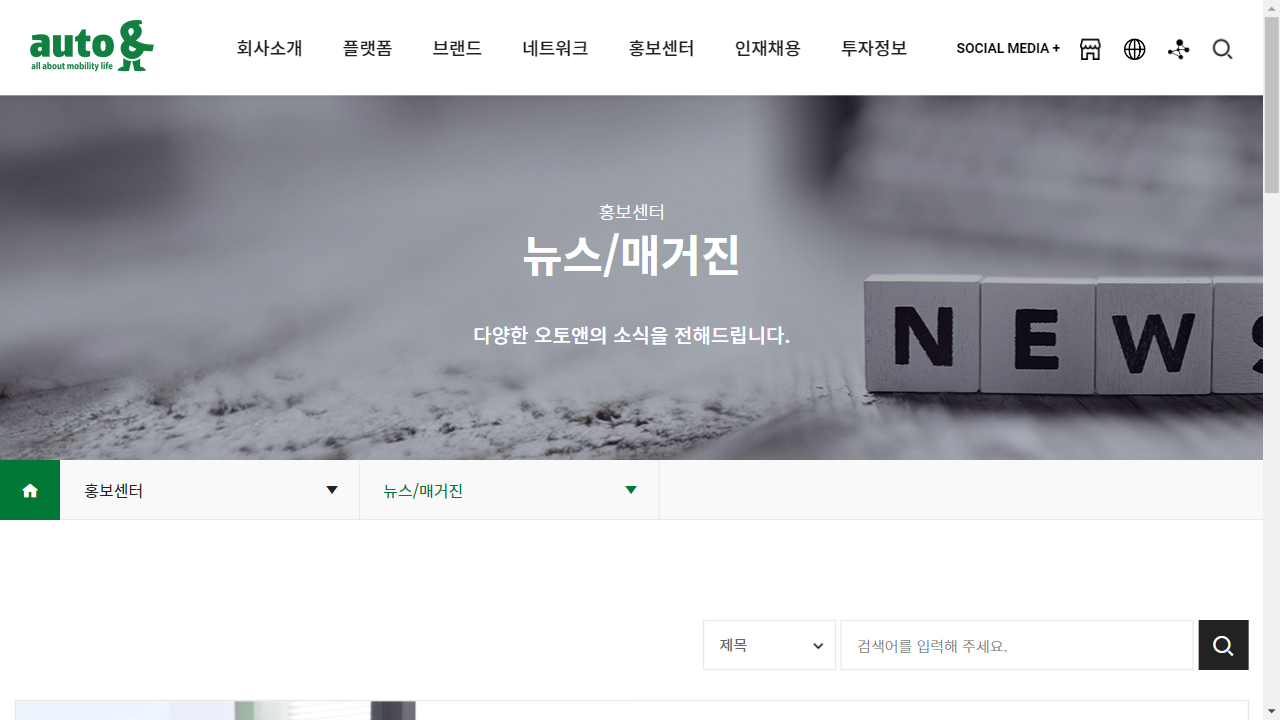 auto&
all about mobility life
회사소개
플랫폼
브랜드
네트워크
홍보센터
인재채용
투자정보
SOCIAL MEDIA +
홍보센터
뉴스/매거진
다양한 오토앤의 소식을 전해드립니다.
NEWS
홍보센터
뉴스/매거진
제목
검색어를 입력해 주세요.